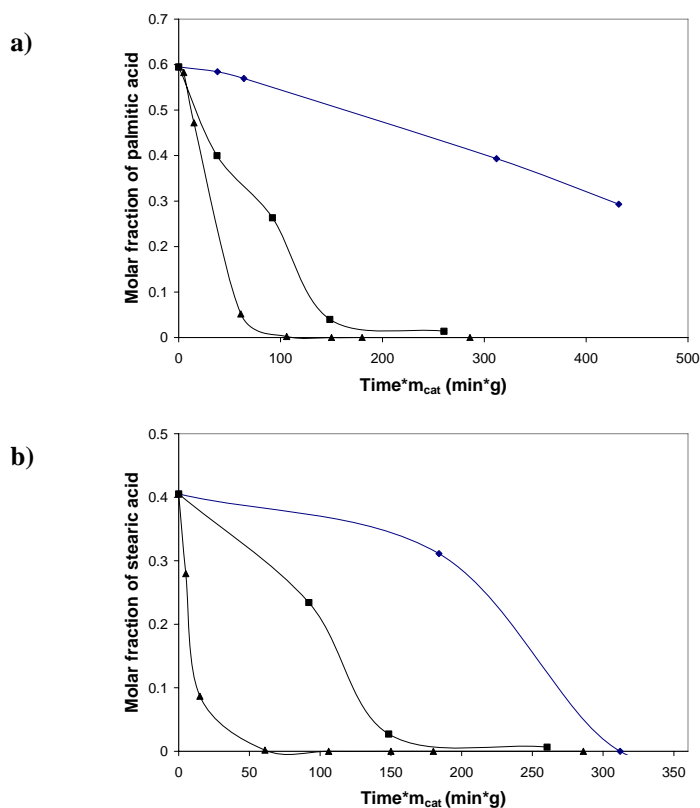 a)
Molar fraction of palmitic acid
0.7
0.6
0.5
0.4
0.3
0.2
0.1
0
0 100 200 300 400 500
Time*mcat (min*g)
b)
Molar fraction of stearic acid
0.5
0.4
0.3
0.2
0.1
0
0 50 100 150 200 250 300 350
Time*mcat (min*g)